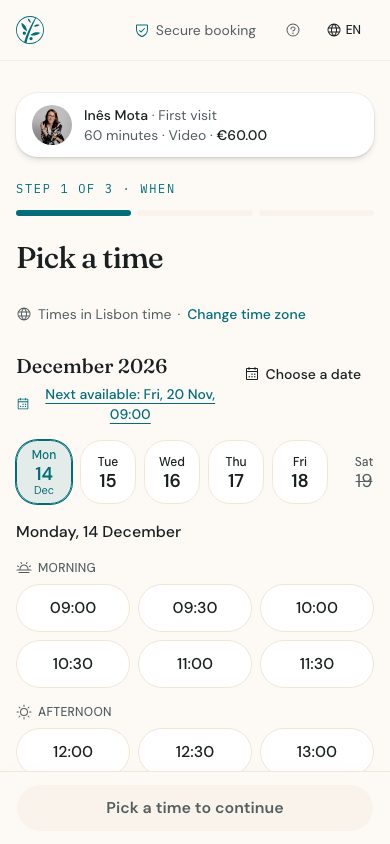 Secure booking
EN
Inês Mota · First visit
60 minutes · Video · €60.00
STEP 1 OF 3 · WHEN
Pick a time
Times in Lisbon time · Change time zone
December 2026
Choose a date
Next available: Fri, 20 Nov,
09:00
Mon
14
Dec
Tue
15
Wed
16
Thu
17
Fri
18
Sat
19
Monday, 14 December
MORNING
09:00 09:30 10:00
10:30 11:00 11:30
AFTERNOON
12:00 12:30 13:00
Pick a time to continue